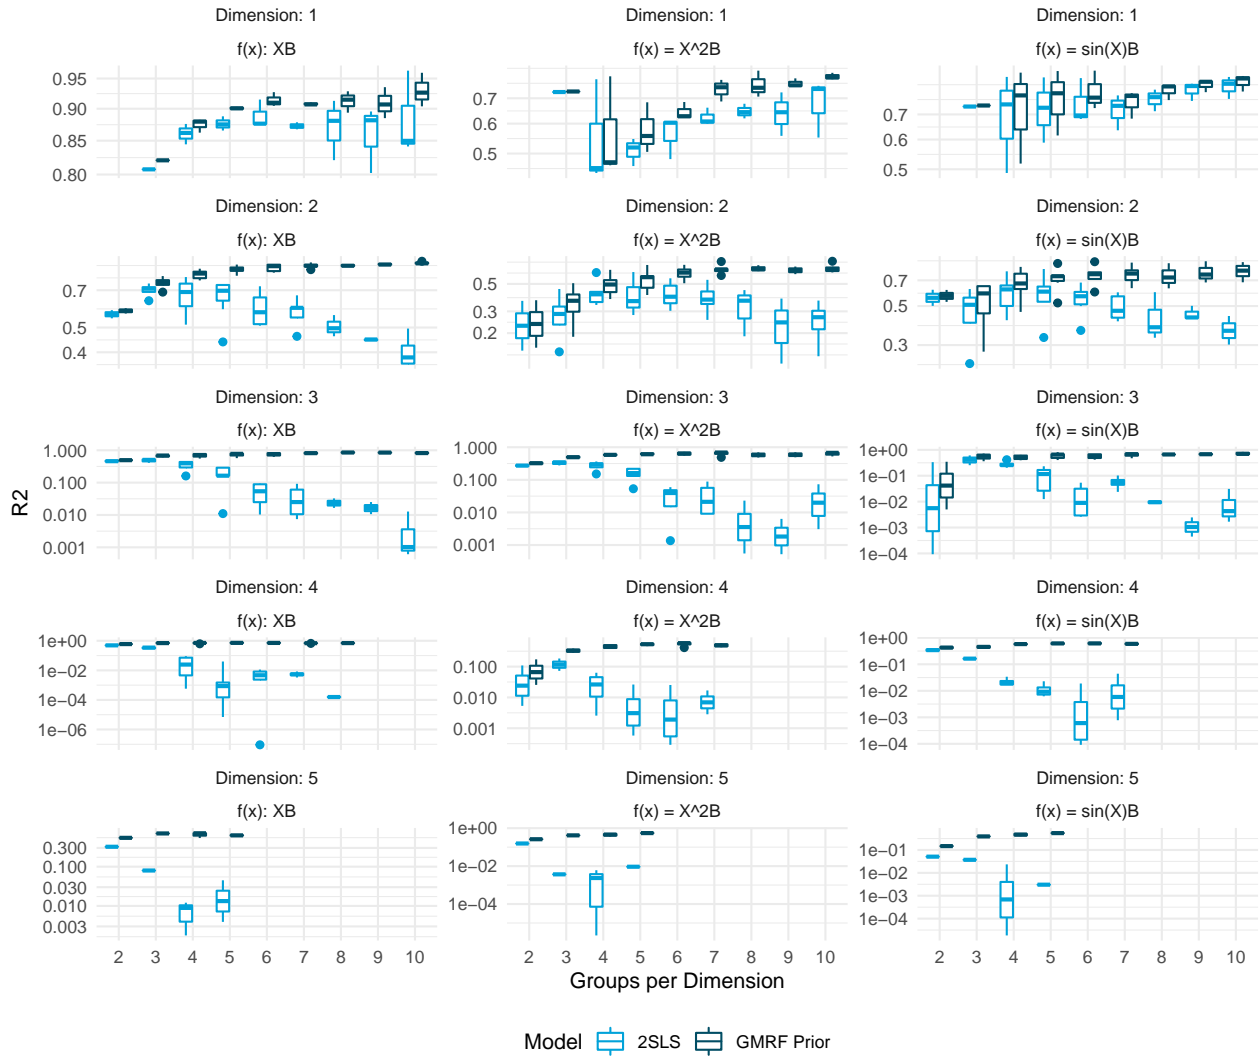 Dimension: 1
Dimension: 1
Dimension: 1
f(x): XB
f(x) = X^2B
f(x) = sin(X)B
0.95
0.90
0.85
0.80
0.7
0.6
0.5
0.7
0.6
0.5
Dimension: 2
Dimension: 2
Dimension: 2
f(x): XB
f(x) = X^2B
f(x) = sin(X)B
0.7
0.5
0.4
0.5
0.3
0.2
0.7
0.5
0.3
Dimension: 3
Dimension: 3
Dimension: 3
f(x): XB
f(x) = X^2B
f(x) = sin(X)B
1.000
0.100
0.010
0.001
1.000
0.100
0.010
0.001
1e+00
1e-01
1e-02
1e-03
1e-04
R2
Dimension: 4
Dimension: 4
Dimension: 4
f(x): XB
f(x) = X^2B
f(x) = sin(X)B
1e+00
1e-02
1e-04
1e-06
0.100
0.010
0.001
1e+00
1e-01
1e-02
1e-03
1e-04
Dimension: 5
Dimension: 5
Dimension: 5
f(x): XB
f(x) = X^2B
f(x) = sin(X)B
0.300
0.100
0.030
0.010
0.003
1e+00
1e-02
1e-04
1e-01
1e-02
1e-03
1e-04
2 3 4 5 6 7 8 9 10
2 3 4 5 6 7 8 9 10
2 3 4 5 6 7 8 9 10
Groups per Dimension
Model 2SLS GMRF Prior